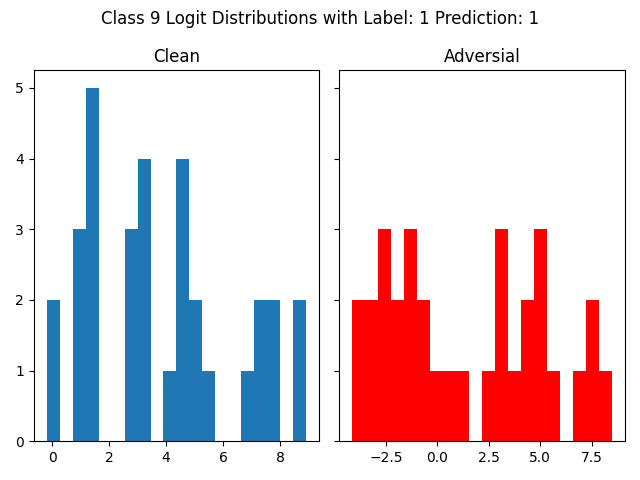 Class 9 Logit Distributions with Label: 1 Prediction: 1
Clean
Adversial
5
4
3
2
1
0
0 2 4 6 8
−2.5 0.0 2.5 5.0 7.5